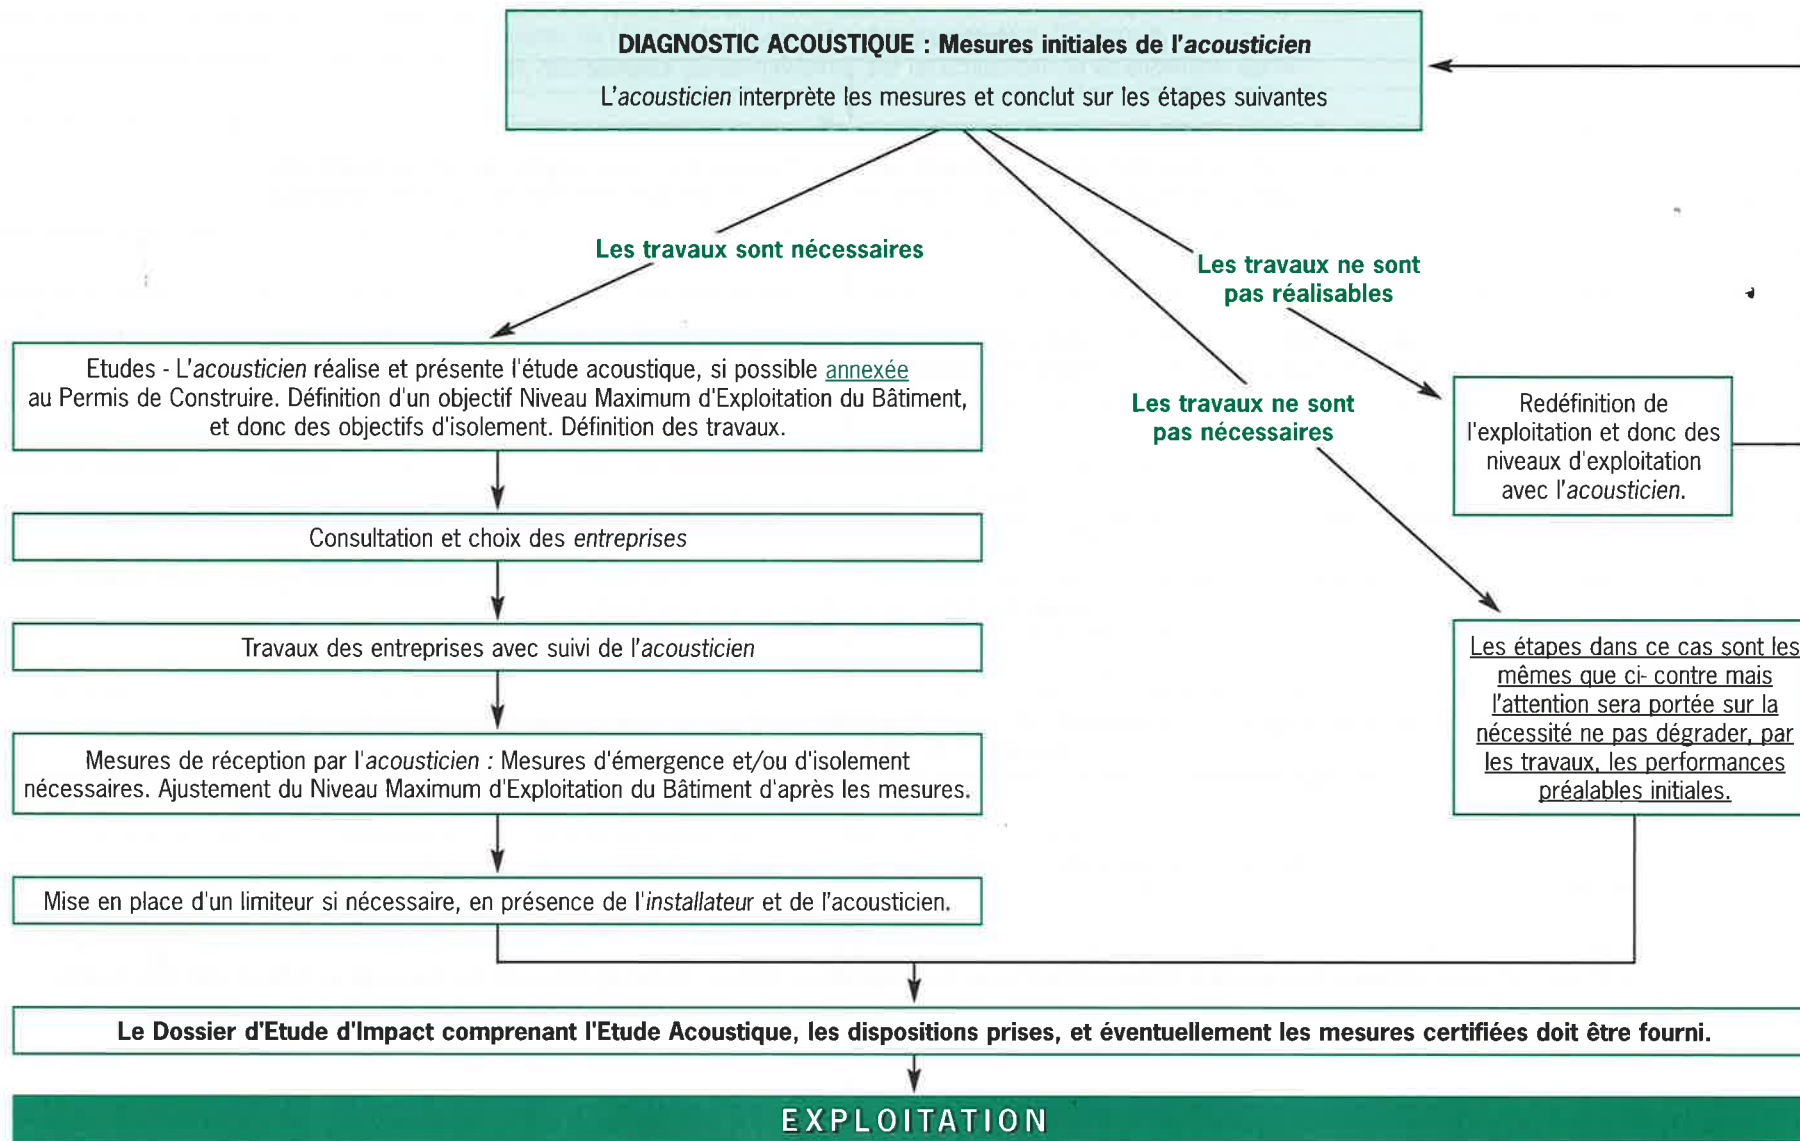 DIAGNOSTIC ACOUSTIQUE : Mesures initiales de l'acousticien
L'acousticien interprète les mesures et conclut sur les étapes suivantes
Les travaux sont nécessaires
Les travaux ne sont
pas réalisables
Etudes - L'acousticien réalise et présente l'étude acoustique, si possible annexée
au Permis de Construire. Définition d'un objectif Niveau Maximum d'Exploitation du Bâtiment,
et donc des objectifs d'isolement. Définition des travaux.
Les travaux ne sont
pas nécessaires
Redéfinition de
l'exploitation et donc des
niveaux d'exploitation
avec l'acousticien.
Consultation et choix des entreprises
Travaux des entreprises avec suivi de l'acousticien
Les étapes dans ce cas sont les
mêmes que ci- contre mais
l'attention sera portée sur la
nécessité ne pas dégrader, par
les travaux, les performances
préalables initiales.
Mesures de réception par l'acousticien : Mesures d'émergence et/ou d'isolement
nécessaires. Ajustement du Niveau Maximum d'Exploitation du Bâtiment d'après les mesures.
Mise en place d'un limiteur si nécessaire, en présence de l'installateur et de l'acousticien.
Le Dossier d'Etude d'Impact comprenant l'Etude Acoustique, les dispositions prises, et éventuellement les mesures certifiées doit être fourni.
EXPLOITATION